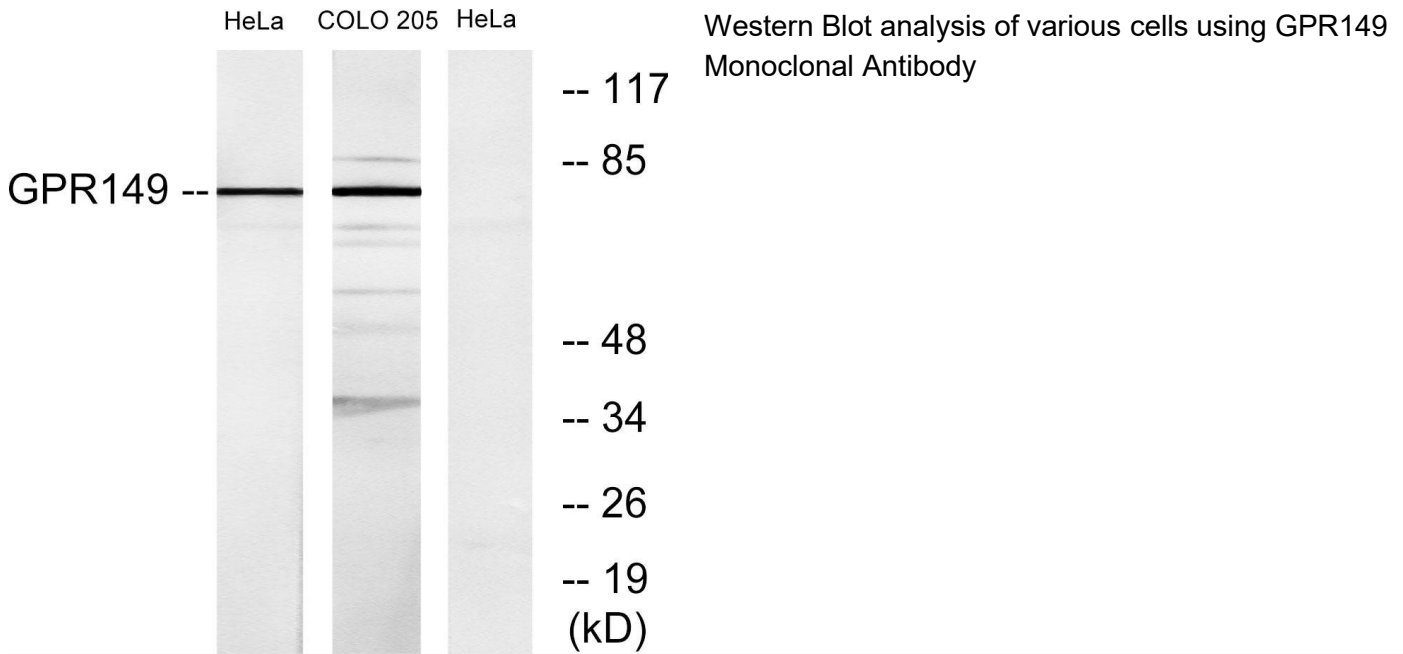 HeLa COLO 205 HeLa
Western Blot analysis of various cells using GPR149
Monoclonal Antibody
-- 117
-- 85
GPR149 --
-- 48
-- 34
-- 26
-- 19
(kD)